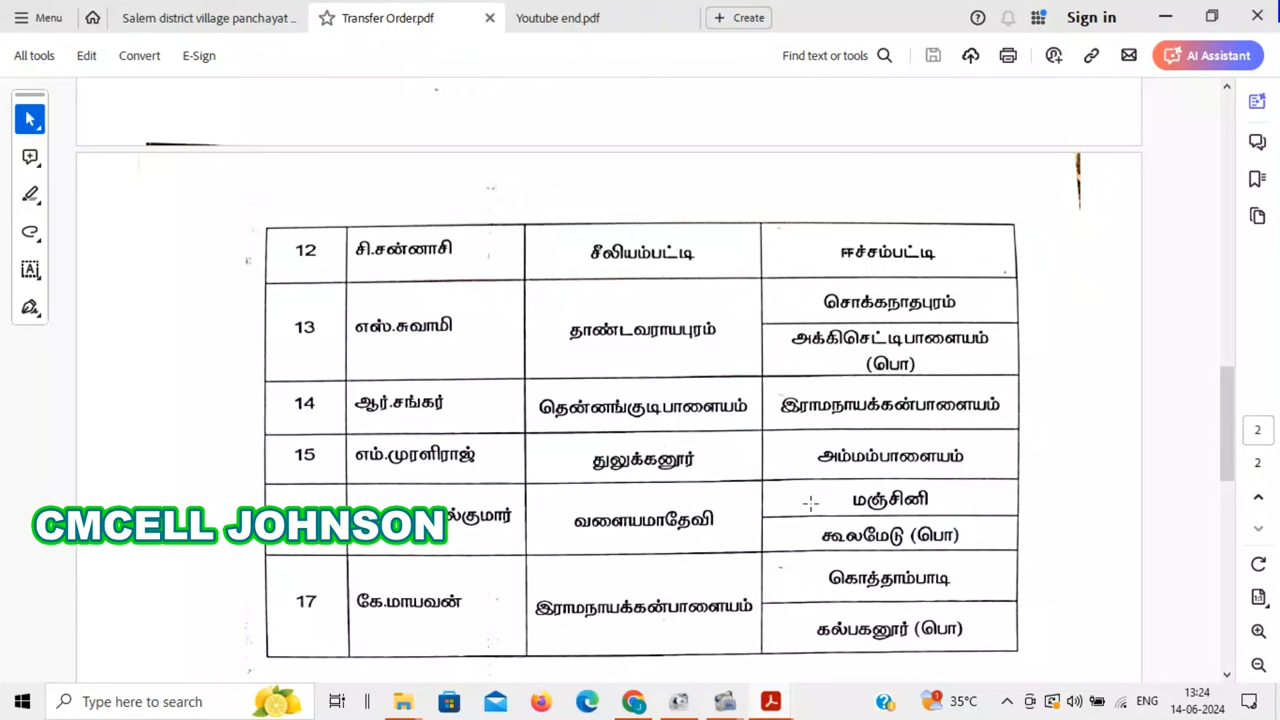 Menu
Salem district village panchayat ...
Transfer Order.pdf
Youtube end.pdf
Create
Sign in
All tools
Edit
Convert
E-Sign
Find text or tools
AI Assistant
12 சி.சன்னாசி சீலியம்பட்டி ஈச்சம்பட்டி
13 எஸ்.சுவாமி தாண்டவராயபுரம் சொக்கநாதபுரம்
அக்கிசெட்டிபாளையம்
(பொ)
14 ஆர்.சங்கர் தென்னங்குடிபாளையம் இராமநாயக்கன்பாளையம்
15 எம்.முரளிராஜ் துலுக்கனூர் அம்மம்பாளையம்
வளையமாதேவி மஞ்சினி
கூலமேடு (பொ)
CMCELL JOHNSON
17 கே.மாயவன் இராமநாயக்கன்பாளையம் கொத்தாம்பாடி
கல்பகனூர் (பொ)
2
2
Type here to search
35°C
ENG
13:24
14-06-2024